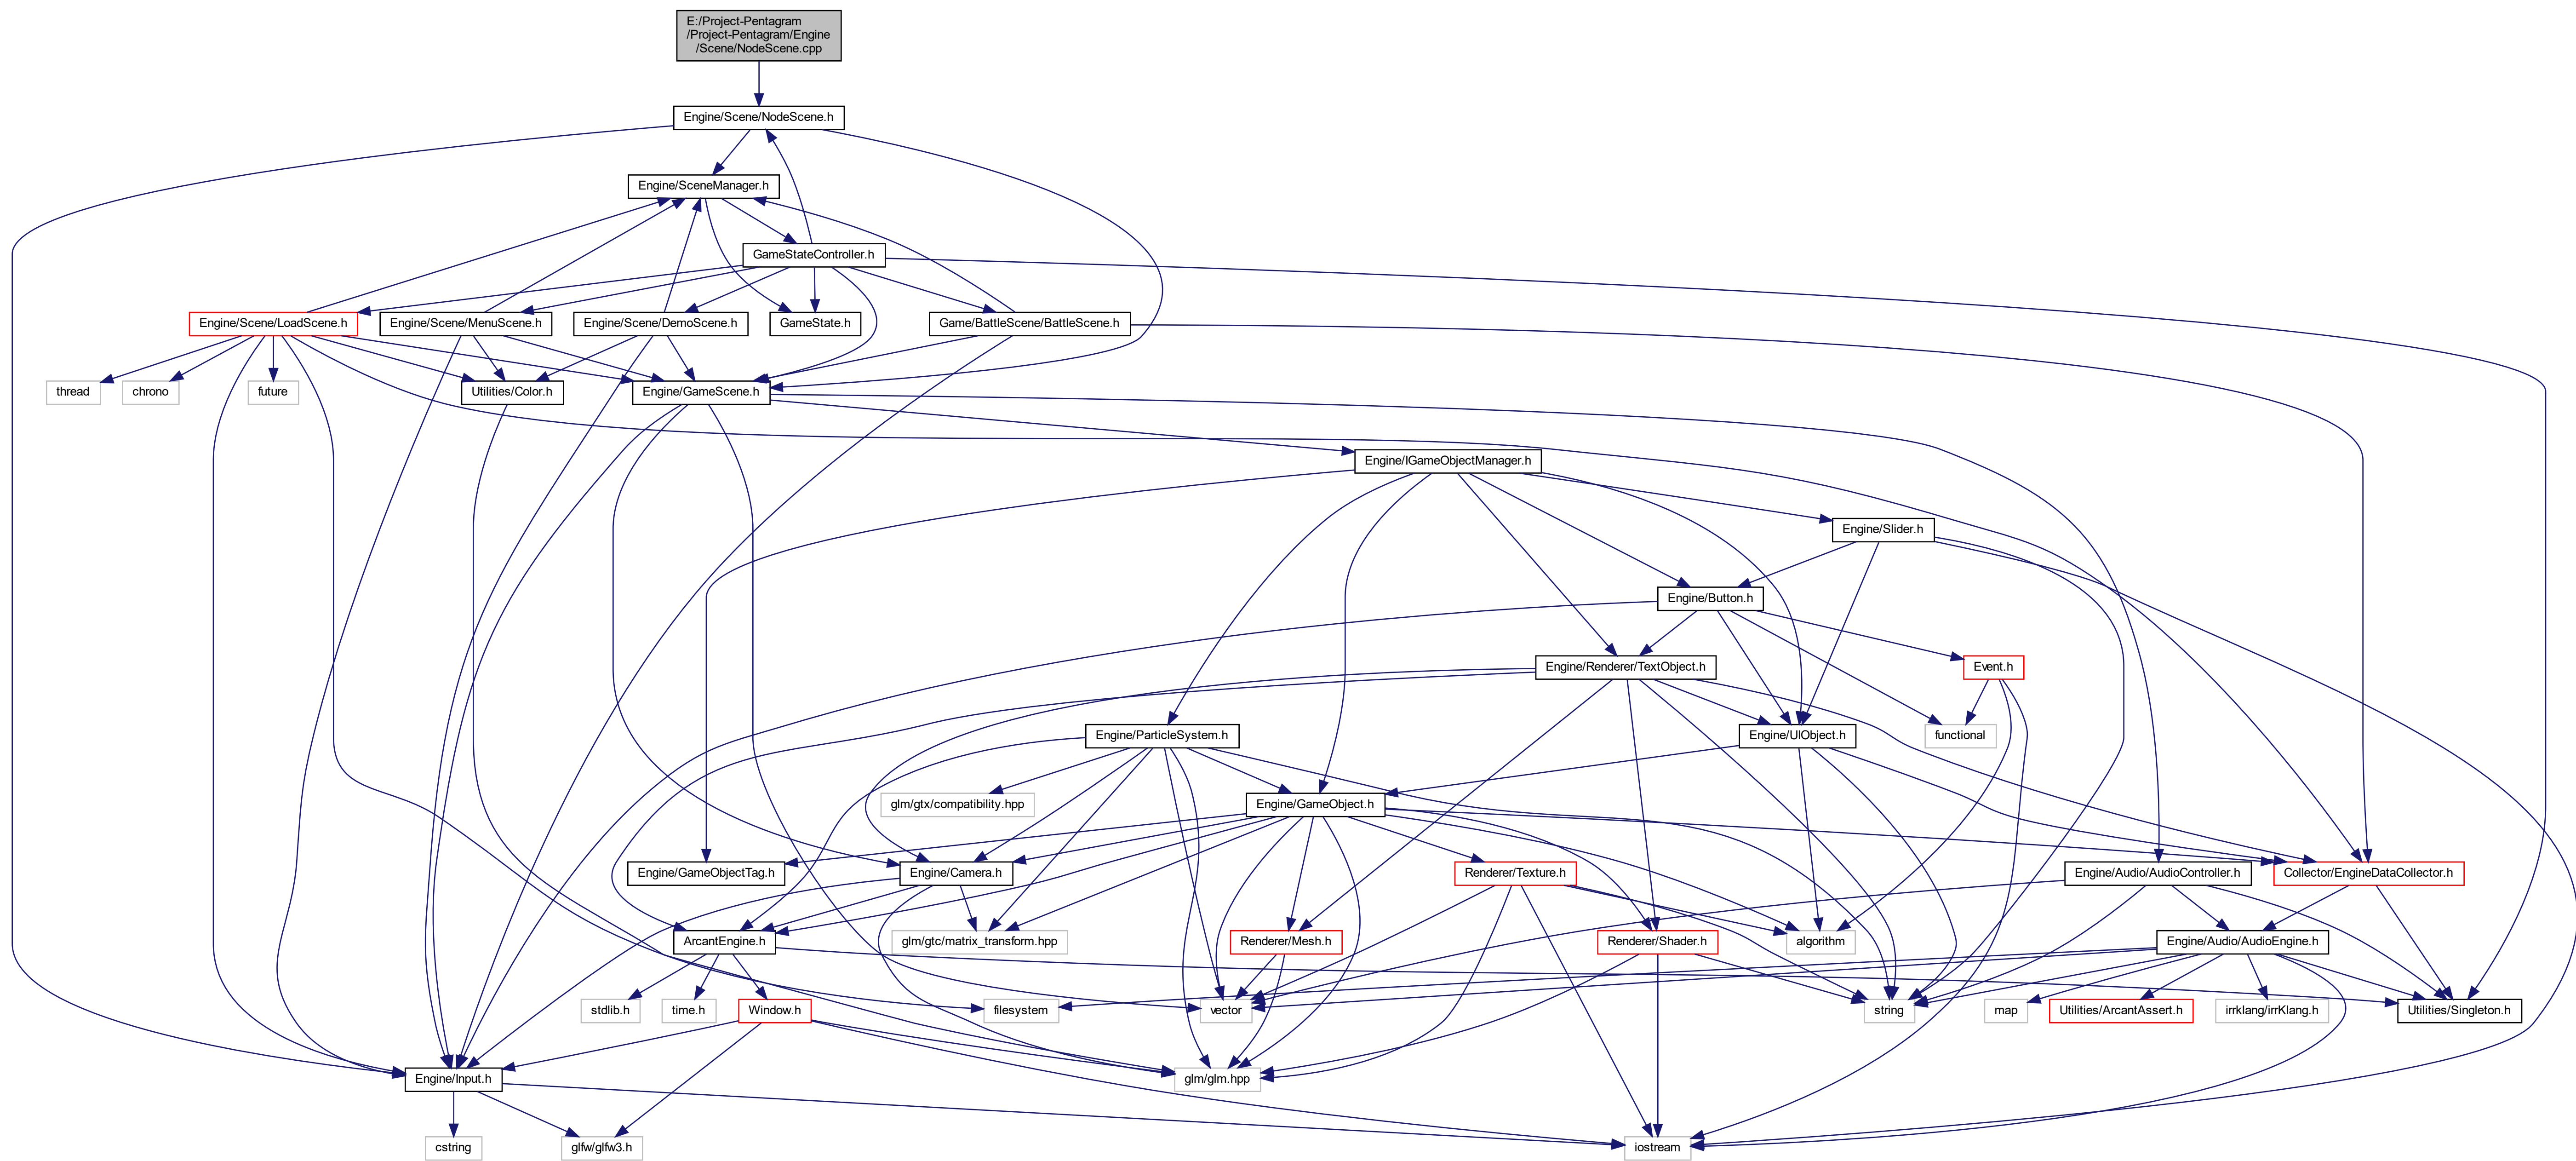 E:/Project-Pentagram
/Project-Pentagram/Engine
/Scene/NodeScene.cpp
Engine/Scene/NodeScene.h
Engine/SceneManager.h
GameStateController.h
Engine/Scene/LoadScene.h
Engine/Scene/MenuScene.h
Engine/Scene/DemoScene.h
GameState.h
Game/BattleScene/BattleScene.h
thread
chrono
future
Utilities/Color.h
Engine/GameScene.h
Engine/IGameObjectManager.h
Engine/Slider.h
Engine/Button.h
Engine/Renderer/TextObject.h
Event.h
Engine/ParticleSystem.h
Engine/UIObject.h
functional
glm/gtx/compatibility.hpp
Engine/GameObject.h
Engine/GameObjectTag.h
Engine/Camera.h
Renderer/Texture.h
Engine/Audio/AudioController.h
Collector/EngineDataCollector.h
ArcantEngine.h
glm/gtc/matrix_transform.hpp
Renderer/Mesh.h
Renderer/Shader.h
algorithm
Engine/Audio/AudioEngine.h
stdlib.h
time.h
Window.h
filesystem
vector
string
map
Utilities/ArcantAssert.h
irrklang/irrKlang.h
Utilities/Singleton.h
Engine/Input.h
glm/glm.hpp
cstring
glfw/glfw3.h
iostream